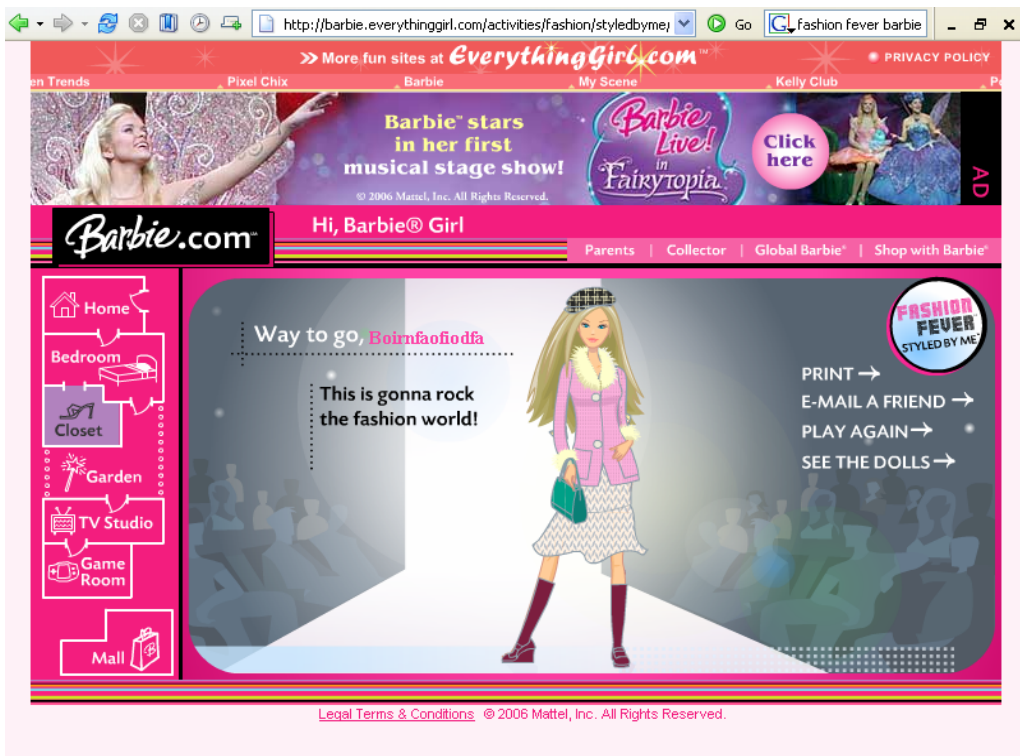 http://barbie.everythinggirl.com/activities/fashion/styledbyme/
Go
fashion fever barbie
>> More fun sites at EverythingGirl.com™
PRIVACY POLICY
en Trends
Pixel Chix
Barbie
My Scene
Kelly Club
Barbie™ stars
in her first
musical stage show!
© 2006 Mattel, Inc. All Rights Reserved.
Barbie
Live!
in
Fairytopia
Click
here
AD
Barbie.com™
Hi, Barbie® Girl
Parents | Collector | Global Barbie® | Shop with Barbie®
Home
Bedroom
Closet
Garden
TV Studio
Game
Room
Mall
B
Way to go, Boirnfaofiodfa
This is gonna rock
the fashion world!
FASHION
FEVER
STYLED BY ME™
PRINT
E-MAIL A FRIEND
PLAY AGAIN
SEE THE DOLLS
Legal Terms & Conditions © 2006 Mattel, Inc. All Rights Reserved.